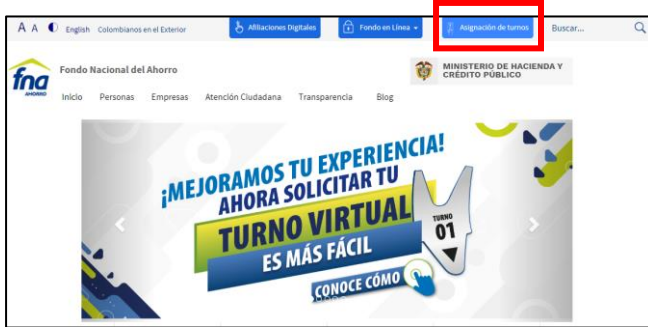 A A English Colombianos en el Exterior Afiliaciones Digitales Fondo en Línea Asignación de turnos Buscar...
fna
AHORRO
Fondo Nacional del Ahorro
MINISTERIO DE HACIENDA Y
CRÉDITO PÚBLICO
Inicio Personas Empresas Atención Ciudadana Transparencia Blog
¡MEJORAMOS TU EXPERIENCIA!
AHORA SOLICITAR TU
TURNO VIRTUAL
ES MÁS FÁCIL
TURNO
01
CONOCE CÓMO